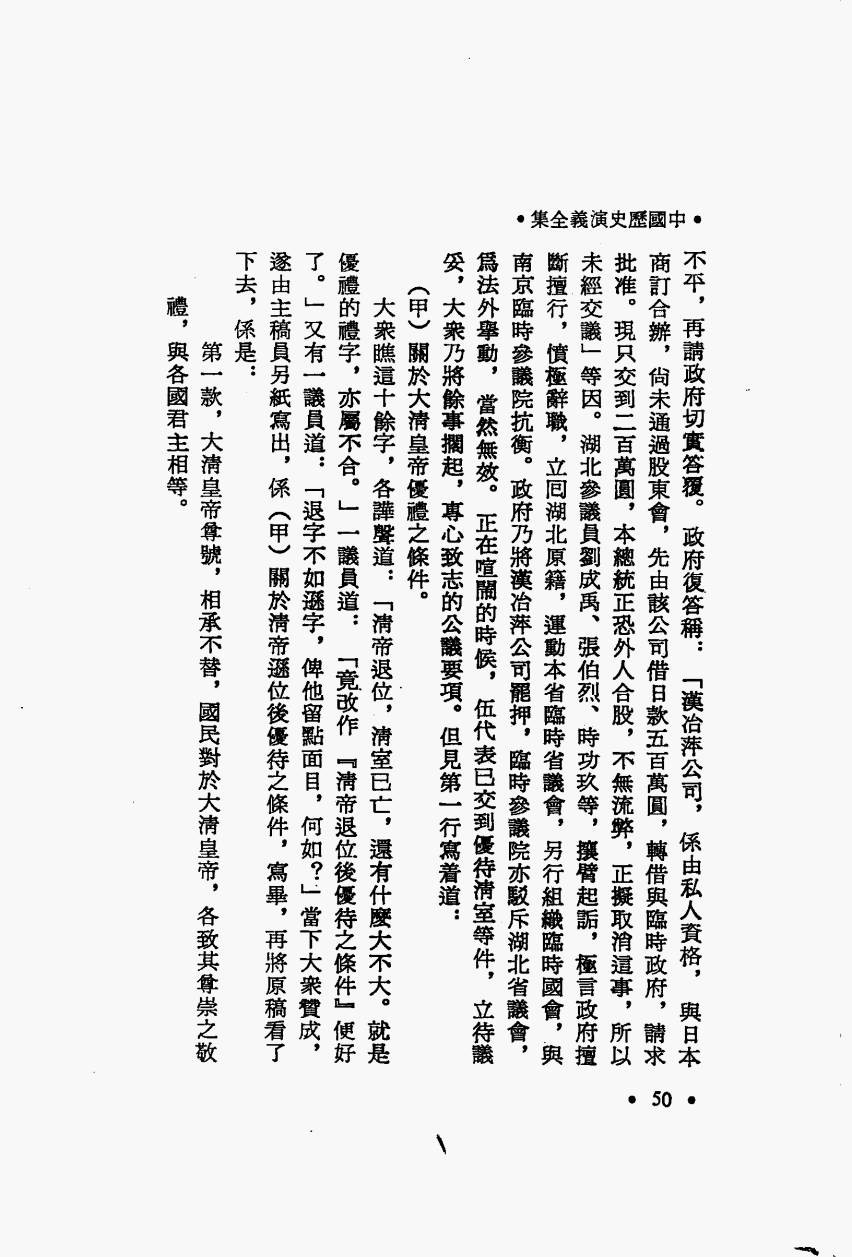 •中國歷史演義全集•
不平，再請政府切實答覆。政府復答稱：「漢冶萍公司，係由私人資格，與日本
商訂合辦，尚未通過股東會，先由該公司借日款五百萬圓，轉借與臨時政府，請求
批准。現只交到二百萬圓，本總統正恐外人合股，不無流弊，正擬取消這事，所以
未經交議」等因。湖北參議員劉成禹、張伯烈、時功玖等，攘臂起詬，極言政府擅
斷擅行，憤極辭職，立回湖北原籍，運動本省臨時省議會，另行組織臨時國會，與
南京臨時參議院抗衡。政府乃將漢冶萍公司罷押，臨時參議院亦駁斥湖北省議會，
爲法外舉動，當然無效。正在喧鬧的時候，伍代表已交到優待清室等件，立待議
妥，大衆乃將餘事擱起，專心致志的公議要項。但見第一行寫着道：
（甲）關於大清皇帝優禮之條件。
大衆瞧這十餘字，各譁聲道：「清帝退位，清室已亡，還有什麼大不大。就是
優禮的禮字，亦屬不合。」一議員道：「竟改作『清帝退位後優待之條件』便好
了。」又有一議員道：「退字不如遜字，俾他留點面目，何如？」當下大衆贊成，
遂由主稿員另紙寫出，係（甲）關於清帝遜位後優待之條件，寫畢，再將原稿看了
下去，係是：
第一款，大清皇帝尊號，相承不替，國民對於大清皇帝，各致其尊崇之敬
禮，與各國君主相等。
• 50 •